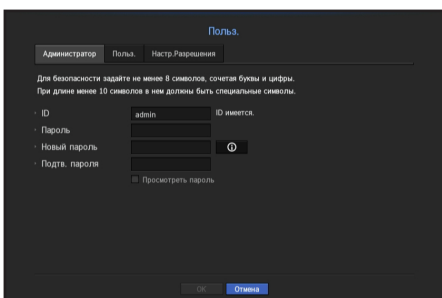 Польз.
Администратор Польз. Настр.Разрешения
Для безопасности задайте не менее 8 символов, сочетая буквы и цифры.
При длине менее 10 символов в нем должны быть специальные символы.
· ID admin ID имеется.
· Пароль
· Новый пароль
· Подтв. пароля
Просмотреть пароль
OK Отмена